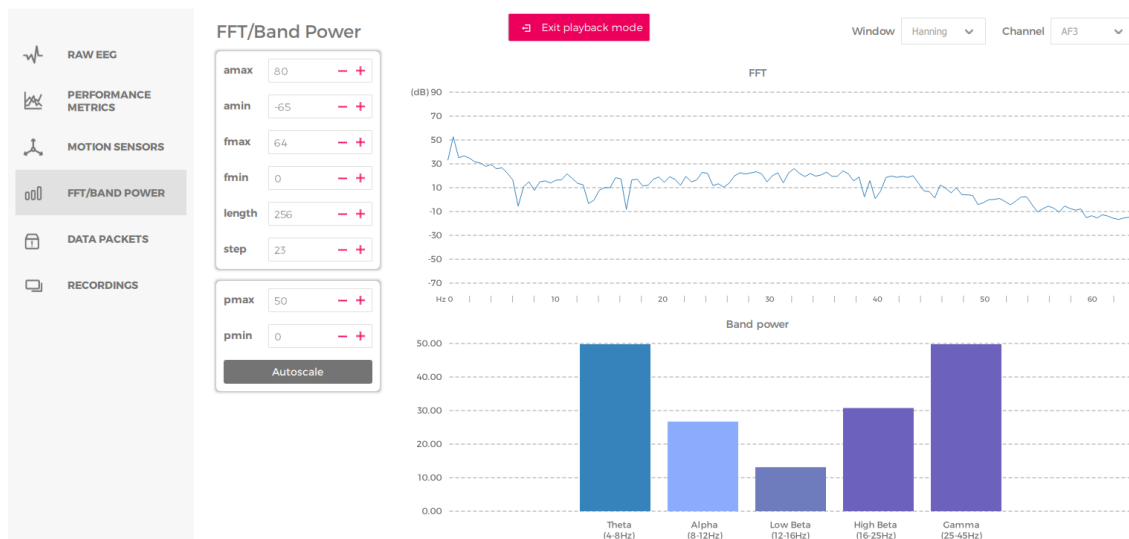 RAW EEG
PERFORMANCE
METRICS
MOTION SENSORS
FFT/BAND POWER
DATA PACKETS
RECORDINGS
FFT/Band Power
Exit playback mode
Window Hanning Channel AF3
amax 80
amin -65
fmax 64
fmin 0
length 256
step 23
pmax 50
pmin 0
Autoscale
FFT
(dB) 90
70
50
30
10
-10
-30
-50
-70
Hz 0 10 20 30 40 50 60
Band power
50.00
40.00
30.00
20.00
10.00
0.00
Theta Alpha Low Beta High Beta Gamma
(4-8Hz) (8-12Hz) (12-16Hz) (16-25Hz) (25-45Hz)